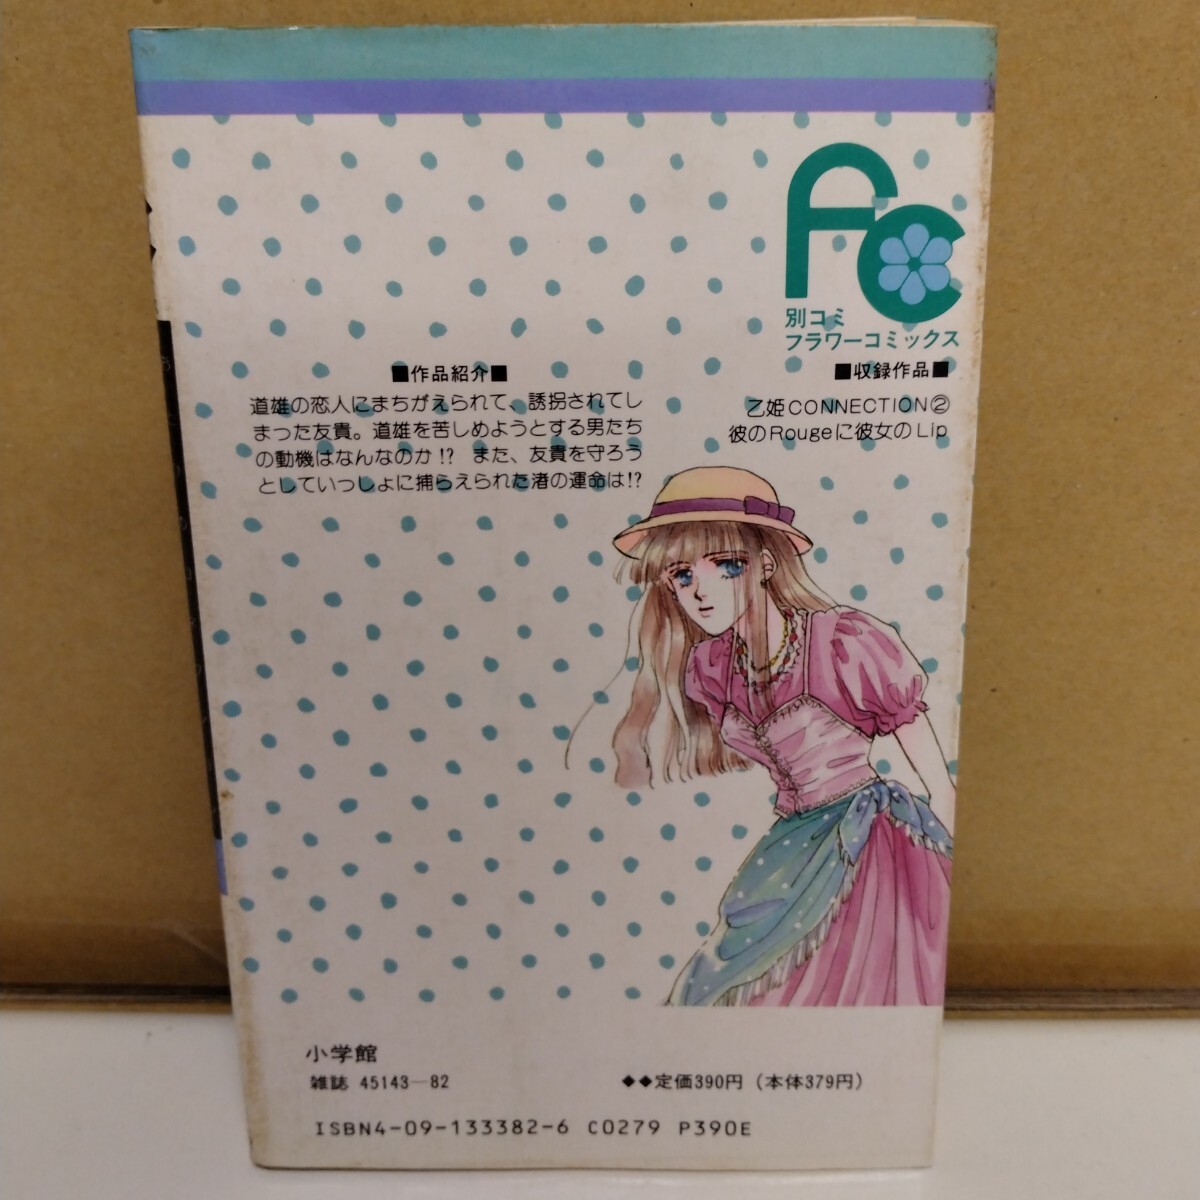 FC
別コミ
フラワーコミックス
■収録作品■
乙姫CONNECTION②
彼のRougeに彼女のLip
■作品紹介■
道雄の恋人にまちがえられて、誘拐されてし
まった友貴。道雄を苦しめようとする男たち
の動機はなんなのか!? また、友貴を守ろう
としていっしょに捕らえられた渚の運命は!?
小学館
雑誌 45143-82
◆◆定価390円（本体379円）
ISBN4-09-133382-6 C0279 P390E